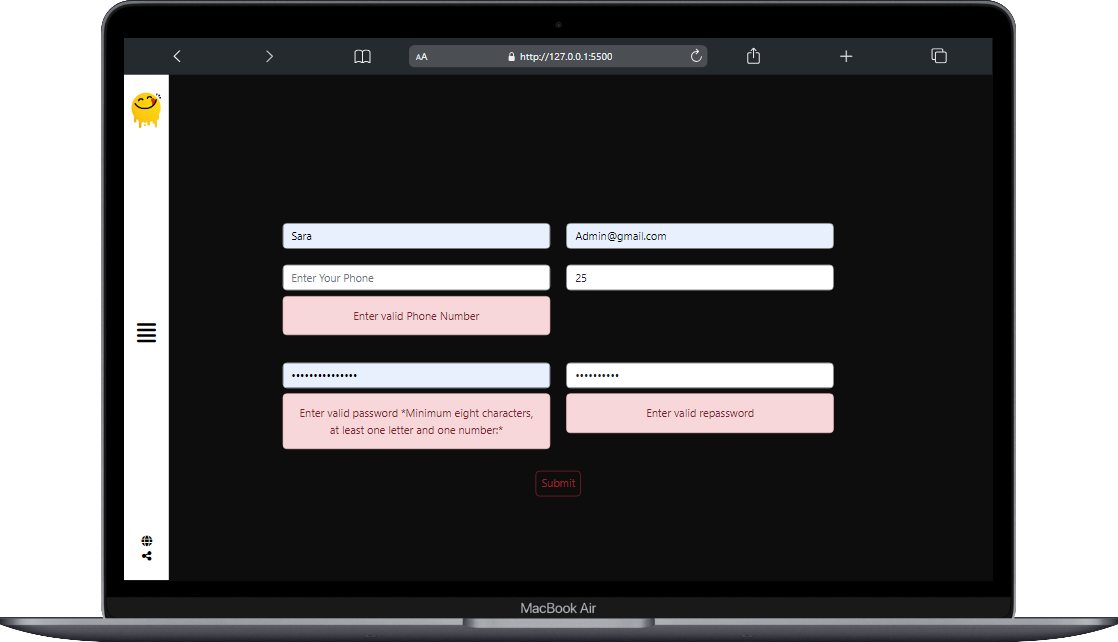 AA
http://127.0.0.1:5500
Sara
Admin@gmail.com
Enter Your Phone
25
Enter valid Phone Number
••••••••••••••• 
••••••••••
Enter valid password *Minimum eight characters,
at least one letter and one number:*
Enter valid repassword
Submit
MacBook Air